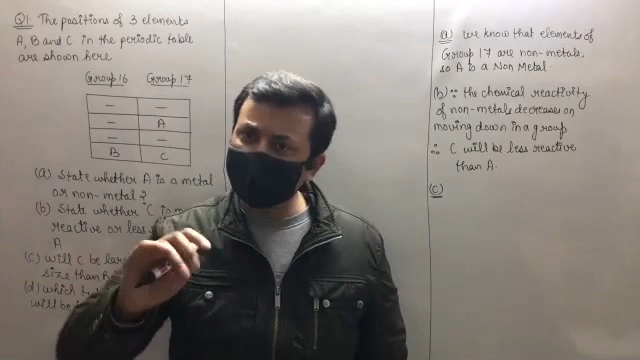 Q1. The positions of 3 elements
A, B and C in the periodic table
are shown here
Group 16 Group 17
– –
– A
– –
B C
(a) State whether A is a metal
or non-metal ?
(b) State whether C is
reactive or less
A
(c) Will C be
size than B
(d) which
will be
(a) We know that elements of
Group 17 are non-metals,
so A is a Non Metal.
(b) ∵ the chemical reactivity
of non-metals decreases on
moving down in a group
∴ C will be less reactive
than A.
(c)